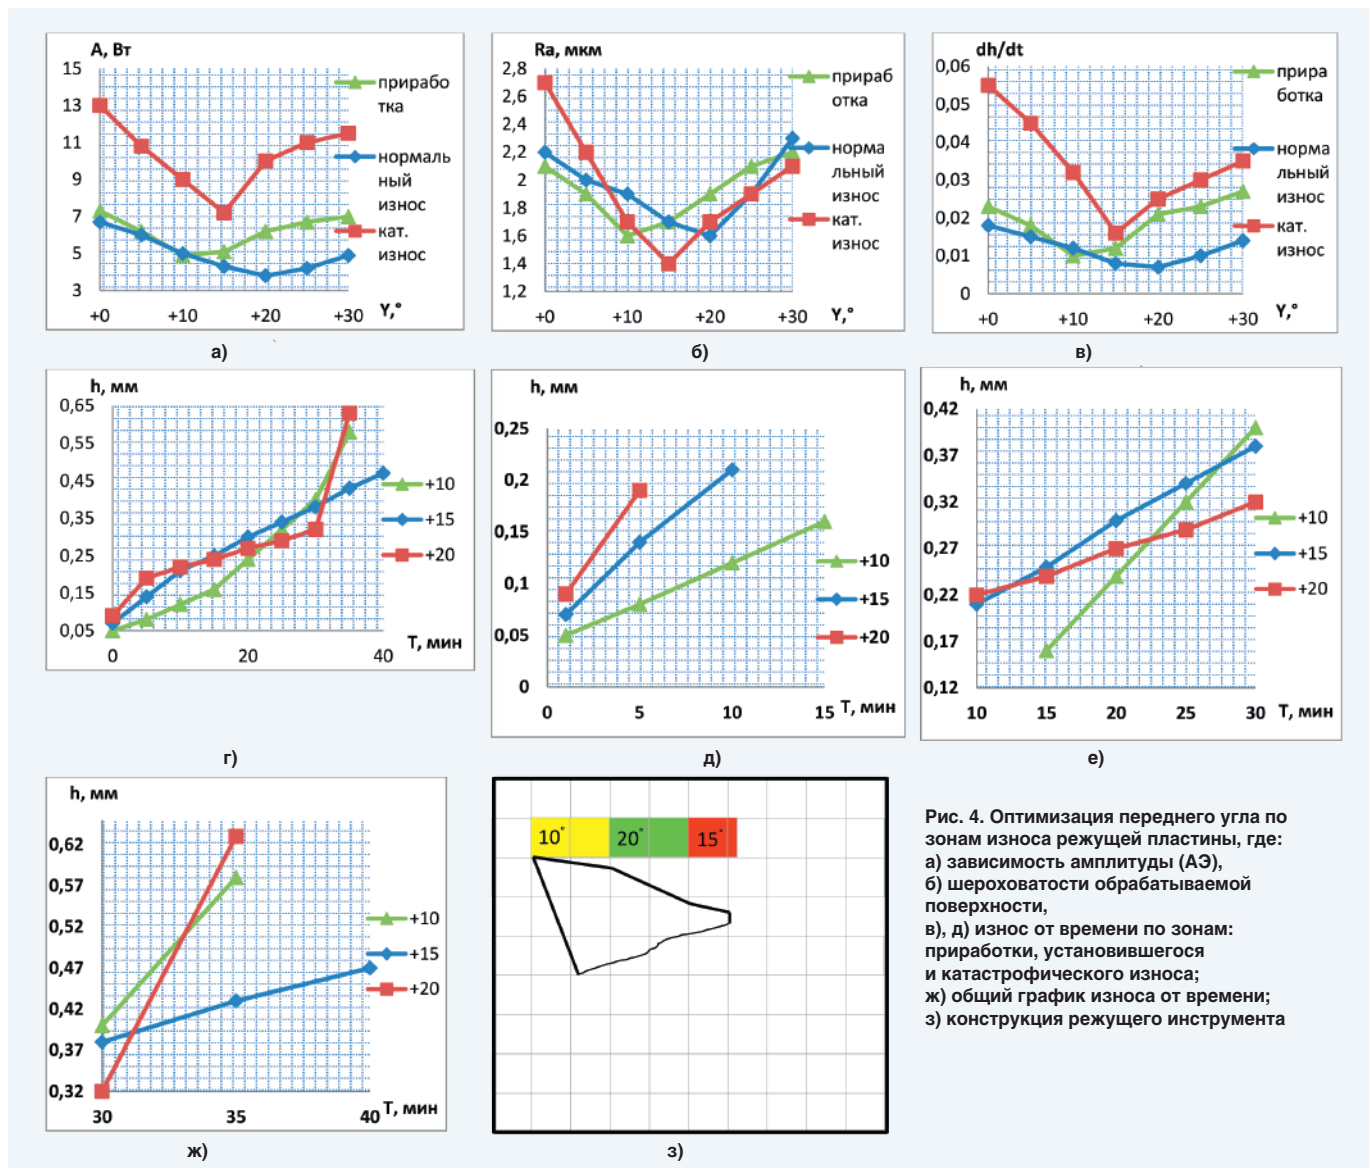 А, Вт
15
13
11
9
7
5
3
+0
+10
+20
+30
Υ,°
прирабо
тка
нормаль
ный
износ
кат.
износ
а)
Ra, мкм
2,8
2,6
2,4
2,2
2
1,8
1,6
1,4
1,2
+0
+10
+20
+30
Υ,°
прираб
отка
норма
льный
износ
кат.
износ
б)
dh/dt
0,06
0,05
0,04
0,03
0,02
0,01
0
+0
+10
+20
+30
Υ,°
прира
ботка
норма
льный
износ
кат.
износ
в)
h, мм
0,65
0,55
0,45
0,35
0,25
0,15
0,05
0
20
40
Т, мин
+10
+15
+20
г)
h, мм
0,25
0,2
0,15
0,1
0,05
0
0
5
10
15
Т, мин
+10
+15
+20
д)
h, мм
0,42
0,37
0,32
0,27
0,22
0,17
0,12
10
15
20
25
30
Т, мин
+10
+15
+20
е)
h, мм
0,62
0,57
0,52
0,47
0,42
0,37
0,32
30
35
40
Т, мин
+10
+15
+20
ж)
10°
20°
15°
з)
Рис. 4. Оптимизация переднего угла по
зонам износа режущей пластины, где:
а) зависимость амплитуды (АЭ),
б) шероховатости обрабатываемой
поверхности,
в), д) износ от времени по зонам:
приработки, установившегося
и катастрофического износа;
ж) общий график износа от времени;
з) конструкция режущего инструмента